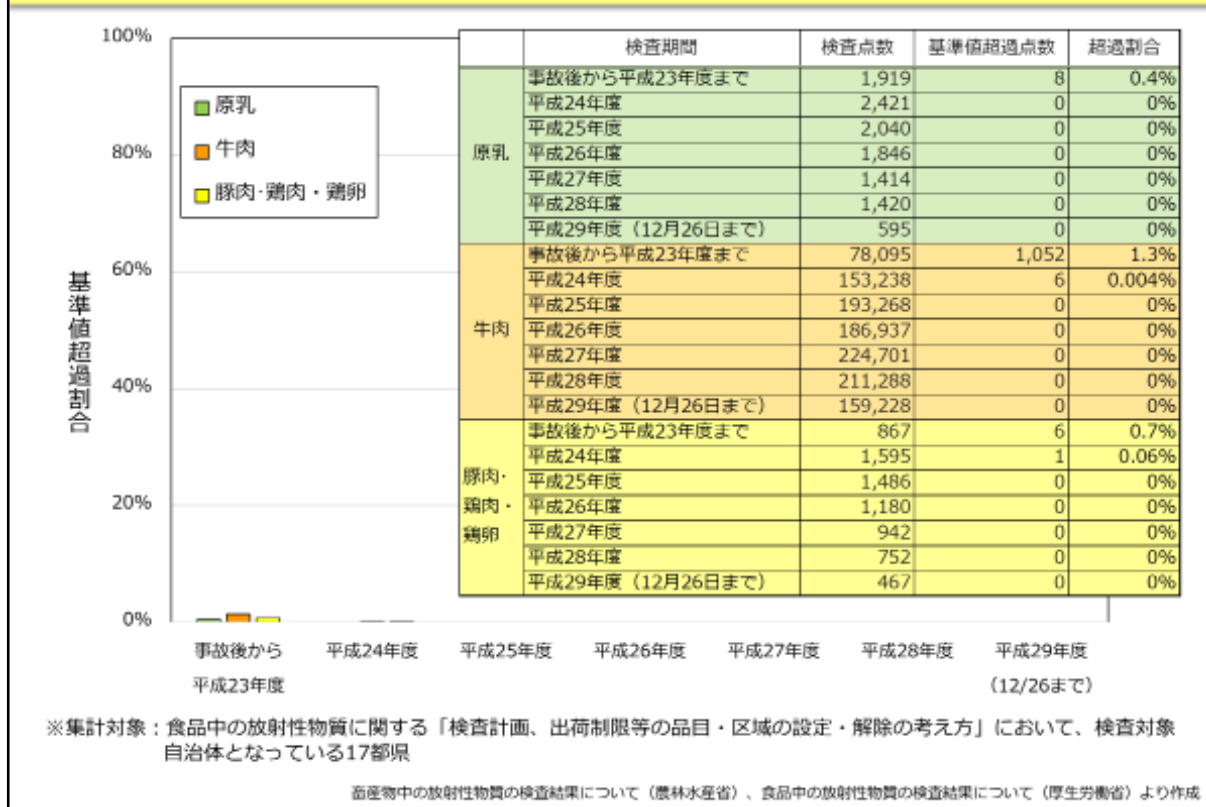 100%
80%
60%
40%
20%
0%
基準値超過割合
原乳
牛肉
豚肉・鶏肉・鶏卵
検査期間 検査点数 基準値超過点数 超過割合
原乳
事故後から平成23年度まで 1,919 8 0.4%
平成24年度 2,421 0 0%
平成25年度 2,040 0 0%
平成26年度 1,846 0 0%
平成27年度 1,414 0 0%
平成28年度 1,420 0 0%
平成29年度（12月26日まで） 595 0 0%
牛肉
事故後から平成23年度まで 78,095 1,052 1.3%
平成24年度 153,238 6 0.004%
平成25年度 193,268 0 0%
平成26年度 186,937 0 0%
平成27年度 224,701 0 0%
平成28年度 211,288 0 0%
平成29年度（12月26日まで） 159,228 0 0%
豚肉・
鶏肉・
鶏卵
事故後から平成23年度まで 867 6 0.7%
平成24年度 1,595 1 0.06%
平成25年度 1,486 0 0%
平成26年度 1,180 0 0%
平成27年度 942 0 0%
平成28年度 752 0 0%
平成29年度（12月26日まで） 467 0 0%
事故後から 平成24年度 平成25年度 平成26年度 平成27年度 平成28年度 平成29年度
平成23年度 （12/26まで）
※集計対象：食品中の放射性物質に関する「検査計画、出荷制限等の品目・区域の設定・解除の考え方」において、検査対象
自治体となっている17都県
畜産物中の放射性物質の検査結果について（農林水産省）、食品中の放射性物質の検査結果について（厚生労働省）より作成